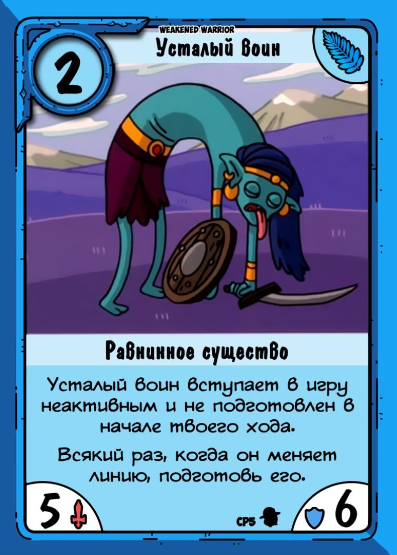 WEAKENED WARRIOR
2
Усталый воин
Равнинное существо
Усталый воин вступает в игру
неактивным и не подготовлен в
начале твоего хода.
Всякий раз, когда он меняет
линию, подготовь его.
5
CP5
6